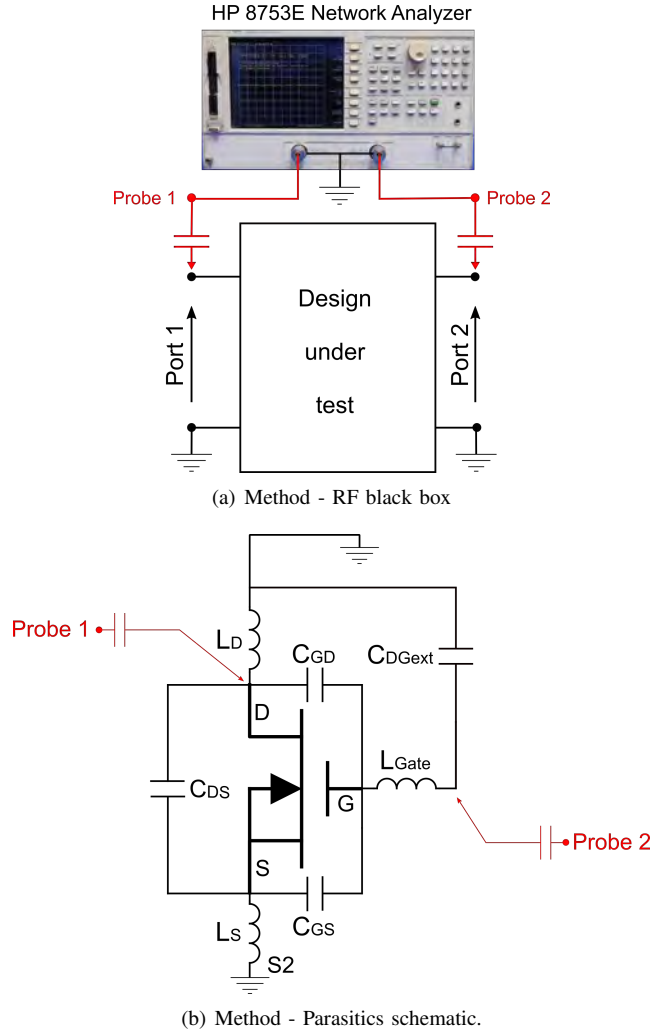 HP 8753E Network Analyzer
Probe 1
Probe 2
Port 1
Design
under
test
Port 2
(a) Method - RF black box
Probe 1
LD
CGD
CDGext
D
CDS
LGate
G
Probe 2
S
CGS
LS
S2
(b) Method - Parasitics schematic.